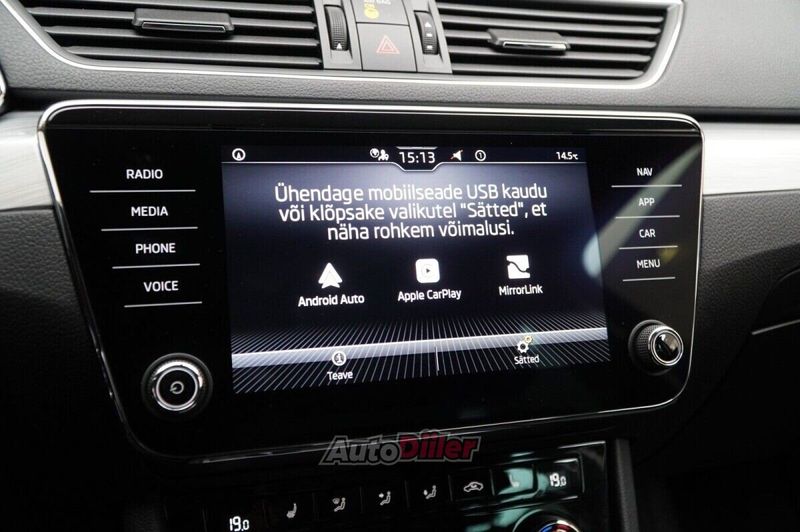 RADIO
MEDIA
PHONE
VOICE
15:13
14.5°C
Ühendage mobiilseade USB kaudu
või klõpsake valikutel "Sätted", et
näha rohkem võimalusi.
Android Auto
Apple CarPlay
MirrorLink
Teave
Sätted
NAV
APP
CAR
MENU
AutoDiller
19.0
19.0